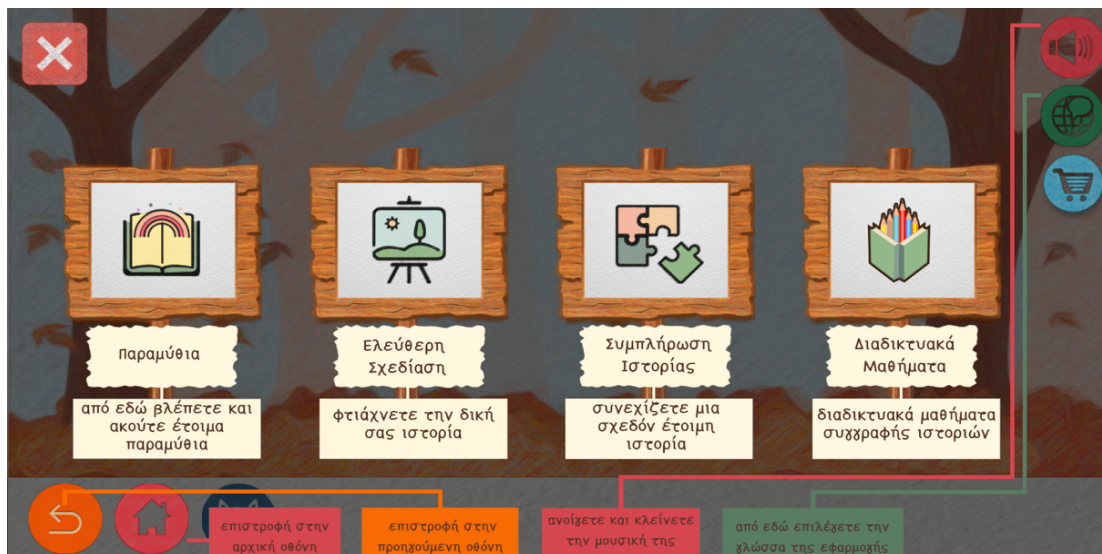 Παραμύθια
Ελεύθερη
Σχεδίαση
Συμπλήρωση
Ιστορίας
Διαδικτυακά
Μαθήματα
από εδώ βλέπετε και
ακούτε έτοιμα
παραμύθια
φτιάχνετε την δική
σας ιστορία
συνεχίζετε μια
σχεδόν έτοιμη
ιστορία
διαδικτυακά μαθήματα
συγγραφής ιστοριών
επιστροφή στην
αρχική οθόνη
επιστροφή στην
προηγούμενη οθόνη
ανοίγετε και κλείνετε
την μουσική της
από εδώ επιλέγετε την
γλώσσα της εφαρμογής